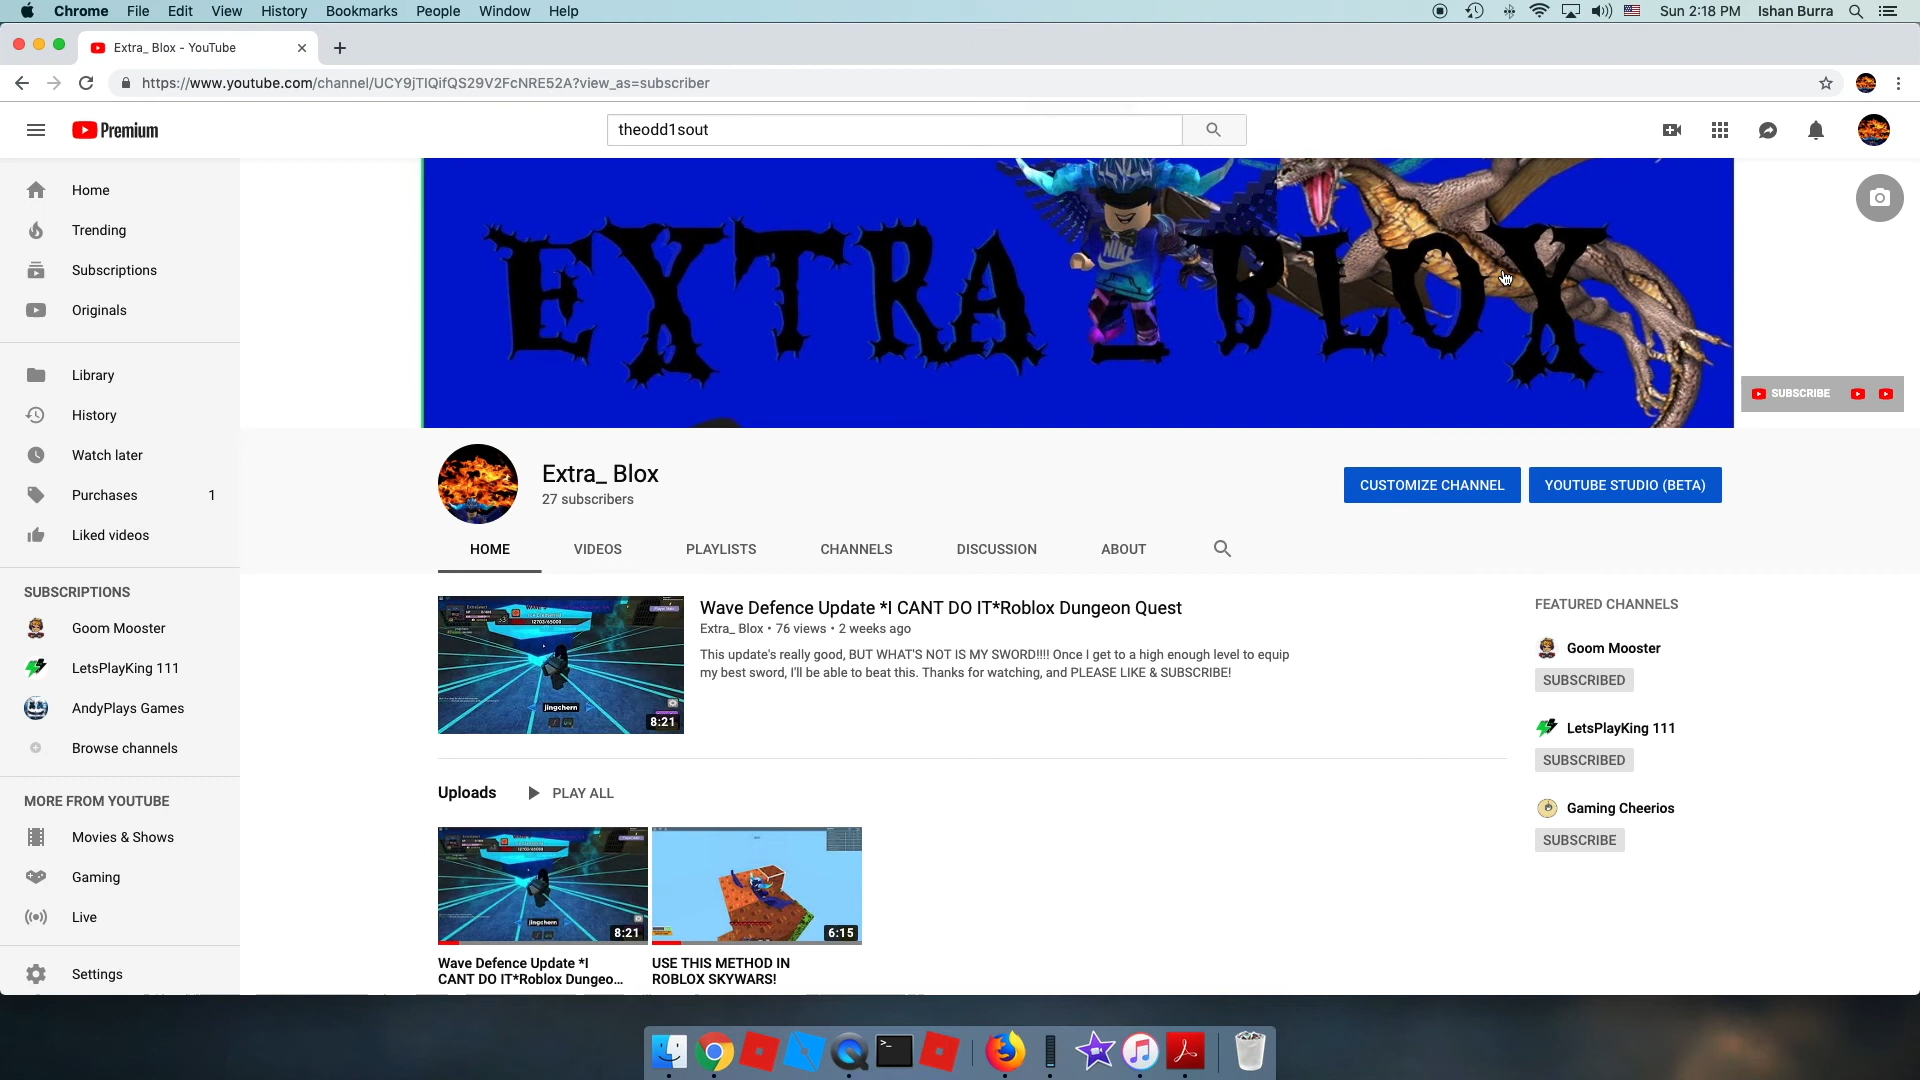 Chrome File Edit View History Bookmarks People Window Help
Sun 2:18 PM Ishan Burra
Extra_ Blox - YouTube
https://www.youtube.com/channel/UCY9jTlQifQS29V2FcNRE52A?view_as=subscriber
Premium
theodd1sout
Home
Trending
Subscriptions
Originals
Library
History
Watch later
Purchases 1
Liked videos
SUBSCRIPTIONS
Goom Mooster
LetsPlayKing 111
AndyPlays Games
Browse channels
MORE FROM YOUTUBE
Movies & Shows
Gaming
Live
Settings
EXTRA_BLOX
NIKE
SUBSCRIBE
Extra_ Blox
27 subscribers
CUSTOMIZE CHANNEL
YOUTUBE STUDIO (BETA)
HOME VIDEOS PLAYLISTS CHANNELS DISCUSSION ABOUT
jingchern
8:21
Wave Defence Update *I CANT DO IT*Roblox Dungeon Quest
Extra_ Blox • 76 views • 2 weeks ago
This update's really good, BUT WHAT'S NOT IS MY SWORD!!!! Once I get to a high enough level to equip
my best sword, I'll be able to beat this. Thanks for watching, and PLEASE LIKE & SUBSCRIBE!
Uploads PLAY ALL
jingchern
8:21
6:15
Wave Defence Update *I
CANT DO IT*Roblox Dungeo...
USE THIS METHOD IN
ROBLOX SKYWARS!
FEATURED CHANNELS
Goom Mooster
SUBSCRIBED
LetsPlayKing 111
SUBSCRIBED
Gaming Cheerios
SUBSCRIBE